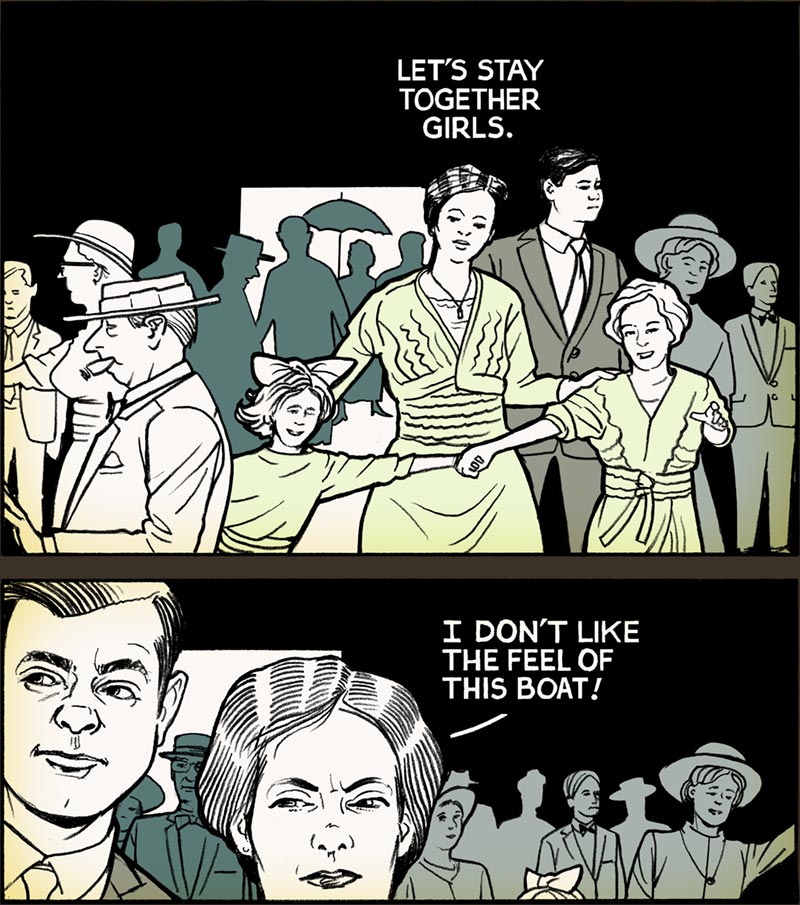 LET'S STAY
TOGETHER
GIRLS.
I DON'T LIKE
THE FEEL OF
THIS BOAT!